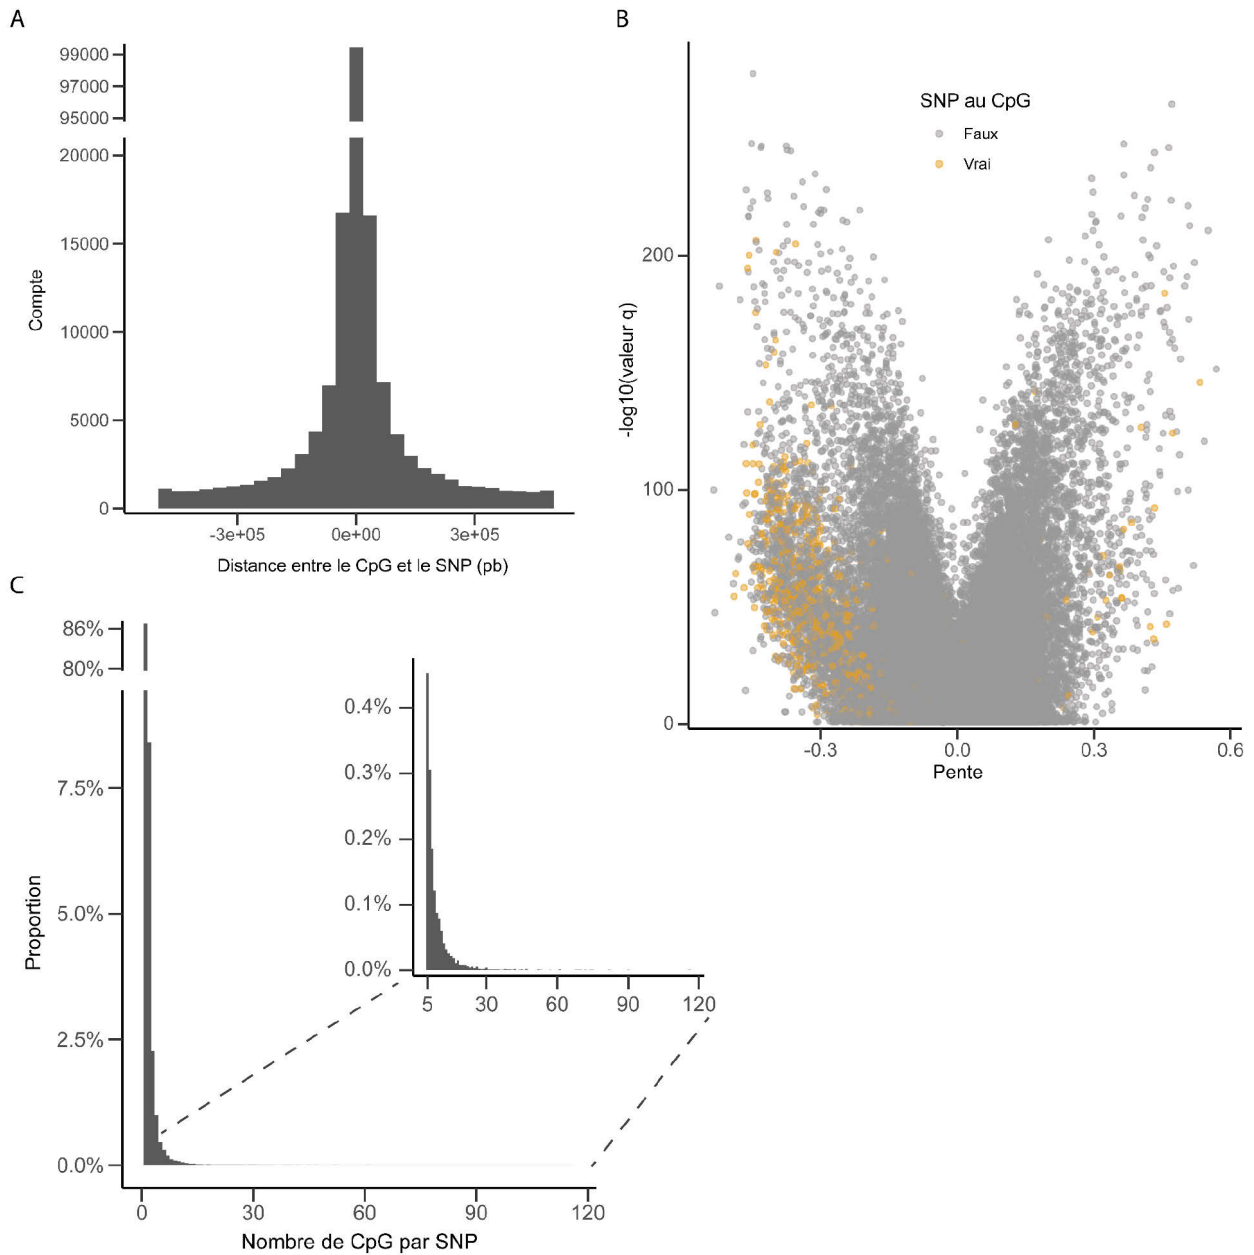 A
99000
97000
95000
20000
15000
10000
5000
0
Compte
-3e+05
0e+00
3e+05
Distance entre le CpG et le SNP (pb)
B
SNP au CpG
Faux
Vrai
200
100
0
-log10(valeur q)
-0.3
0.0
0.3
0.6
Pente
C
86%
80%
7.5%
5.0%
2.5%
0.0%
Proportion
0
30
60
90
120
Nombre de CpG par SNP
0.4%
0.3%
0.2%
0.1%
0.0%
5
30
60
90
120